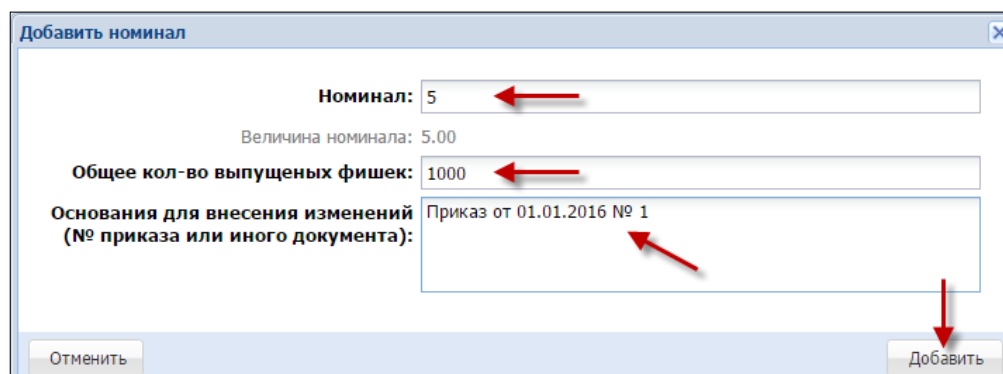 Добавить номинал
Номинал: 5
Величина номинала: 5.00
Общее кол-во выпущеных фишек: 1000
Основания для внесения изменений Приказ от 01.01.2016 № 1
(№ приказа или иного документа):
Отменить Добавить